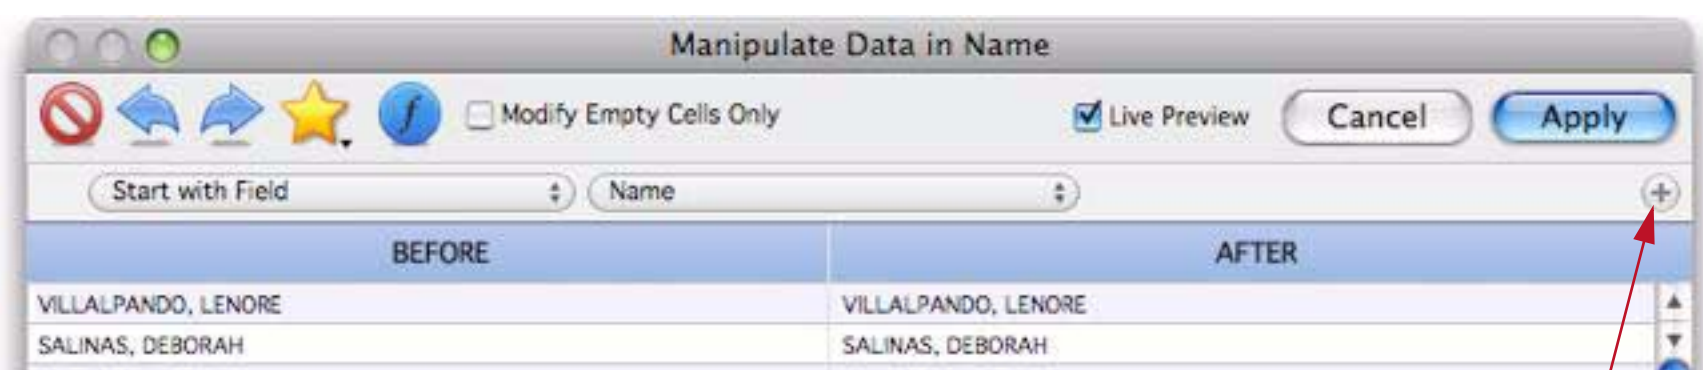 Manipulate Data in Name
Modify Empty Cells Only
Live Preview
Cancel
Apply
Start with Field
Name
BEFORE AFTER
VILLALPANDO, LENORE VILLALPANDO, LENORE
SALINAS, DEBORAH SALINAS, DEBORAH